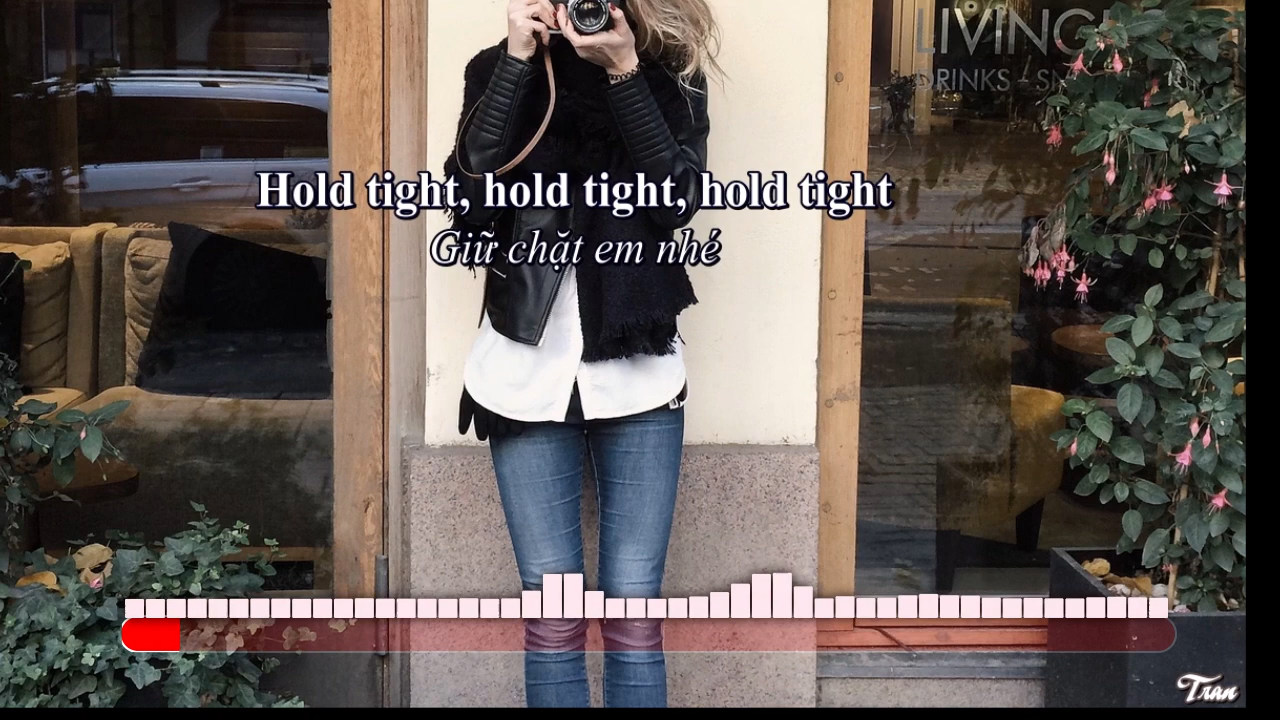 LIVING
DRINKS - SN
Hold tight, hold tight, hold tight
Giữ chặt em nhé
Tran